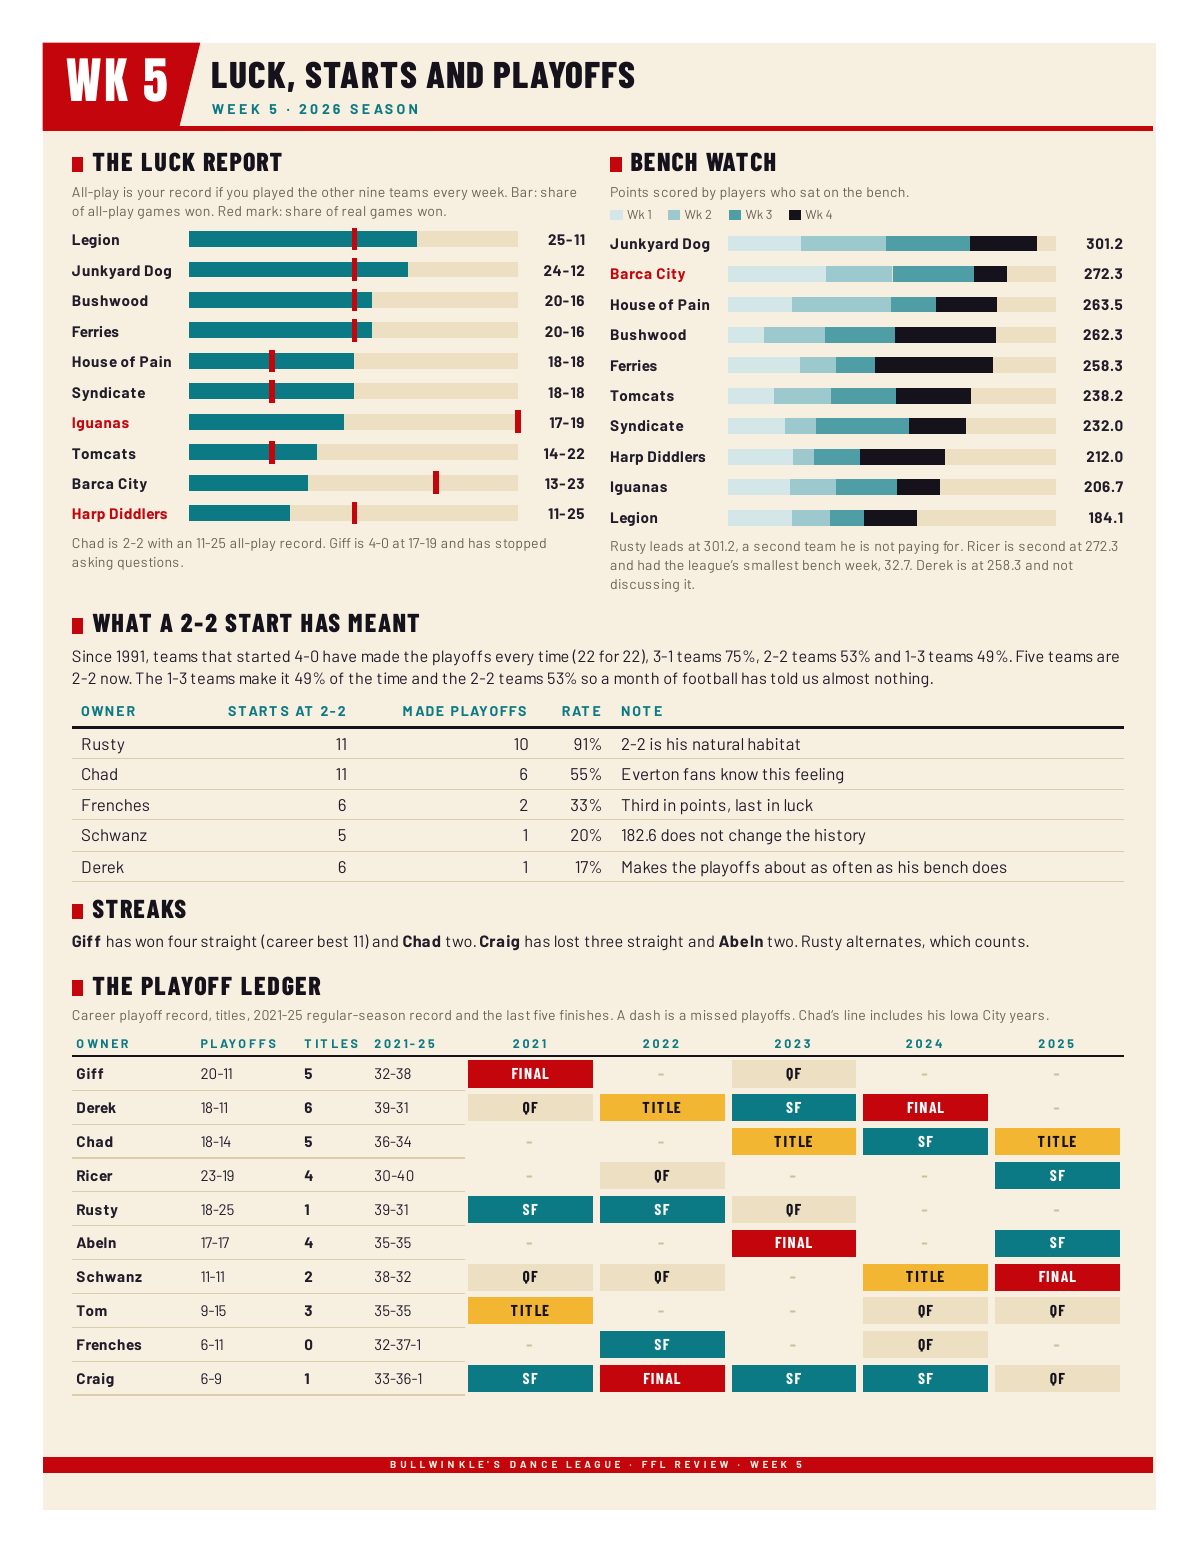 WK 5
LUCK, STARTS AND PLAYOFFS
WEEK 5 · 2026 SEASON
THE LUCK REPORT
All-play is your record if you played the other nine teams every week. Bar: share
of all-play games won. Red mark: share of real games won.
Legion 25-11
Junkyard Dog 24-12
Bushwood 20-16
Ferries 20-16
House of Pain 18-18
Syndicate 18-18
Iguanas 17-19
Tomcats 14-22
Barca City 13-23
Harp Diddlers 11-25
Chad is 2-2 with an 11-25 all-play record. Giff is 4-0 at 17-19 and has stopped
asking questions.
BENCH WATCH
Points scored by players who sat on the bench.
Wk 1 Wk 2 Wk 3 Wk 4
Junkyard Dog 301.2
Barca City 272.3
House of Pain 263.5
Bushwood 262.3
Ferries 258.3
Tomcats 238.2
Syndicate 232.0
Harp Diddlers 212.0
Iguanas 206.7
Legion 184.1
Rusty leads at 301.2, a second team he is not paying for. Ricer is second at 272.3
and had the league's smallest bench week, 32.7. Derek is at 258.3 and not
discussing it.
WHAT A 2-2 START HAS MEANT
Since 1991, teams that started 4-0 have made the playoffs every time (22 for 22), 3-1 teams 75%, 2-2 teams 53% and 1-3 teams 49%. Five teams are
2-2 now. The 1-3 teams make it 49% of the time and the 2-2 teams 53% so a month of football has told us almost nothing.
OWNER STARTS AT 2-2 MADE PLAYOFFS RATE NOTE
Rusty 11 10 91% 2-2 is his natural habitat
Chad 11 6 55% Everton fans know this feeling
Frenches 6 2 33% Third in points, last in luck
Schwanz 5 1 20% 182.6 does not change the history
Derek 6 1 17% Makes the playoffs about as often as his bench does
STREAKS
Giff has won four straight (career best 11) and Chad two. Craig has lost three straight and Abeln two. Rusty alternates, which counts.
THE PLAYOFF LEDGER
Career playoff record, titles, 2021-25 regular-season record and the last five finishes. A dash is a missed playoffs. Chad's line includes his Iowa City years.
OWNER PLAYOFFS TITLES 2021-25 2021 2022 2023 2024 2025
Giff 20-11 5 32-38 FINAL - QF - -
Derek 18-11 6 39-31 QF TITLE SF FINAL -
Chad 18-14 5 36-34 - - TITLE SF TITLE
Ricer 23-19 4 30-40 - QF - - SF
Rusty 18-25 1 39-31 SF SF QF - -
Abeln 17-17 4 35-35 - - FINAL - SF
Schwanz 11-11 2 38-32 QF QF - TITLE FINAL
Tom 9-15 3 35-35 TITLE - - QF QF
Frenches 6-11 0 32-37-1 - SF - QF -
Craig 6-9 1 33-36-1 SF FINAL SF SF QF
BULLWINKLE'S DANCE LEAGUE · FFL REVIEW · WEEK 5